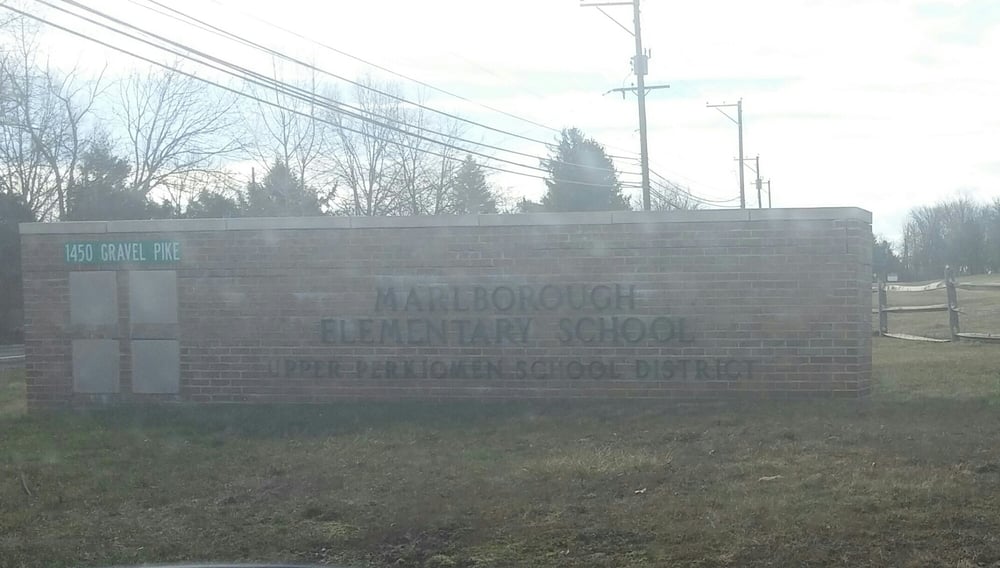 1450 GRAVEL PIKE
MARLBOROUGH
ELEMENTARY SCHOOL
UPPER PERKIOMEN SCHOOL DISTRICT